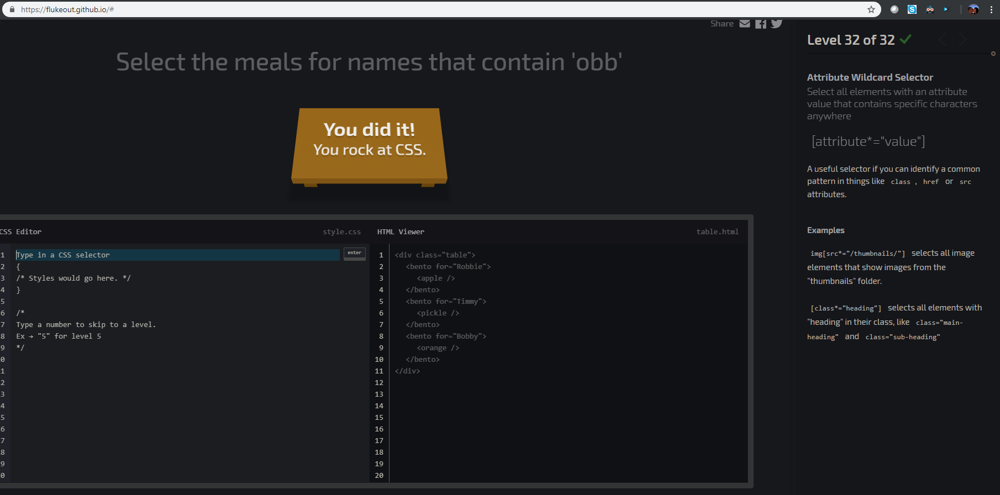 https://flukeout.github.io/#
Share
Level 32 of 32
Select the meals for names that contain 'obb'
You did it!
You rock at CSS.
Attribute Wildcard Selector
Select all elements with an attribute
value that contains specific characters
anywhere
[attribute*="value"]
A useful selector if you can identify a common
pattern in things like class , href or src
attributes.
Examples
img[src*="/thumbnails/"] selects all image
elements that show images from the
"thumbnails" folder.
[class*="heading"] selects all elements with
"heading" in their class, like class="main-
heading" and class="sub-heading"
CSS Editor style.css
1 Type in a CSS selector enter
2 {
3 /* Styles would go here. */
4 }
5
6 /*
7 Type a number to skip to a level.
8 Ex → "5" for level 5
9 */
0
1
2
3
4
5
6
7
8
9
0
HTML Viewer table.html
1 <div class="table">
2 <bento for="Robbie">
3 <apple />
4 </bento>
5 <bento for="Timmy">
6 <pickle />
7 </bento>
8 <bento for="Bobby">
9 <orange />
10 </bento>
11 </div>
12
13
14
15
16
17
18
19
20